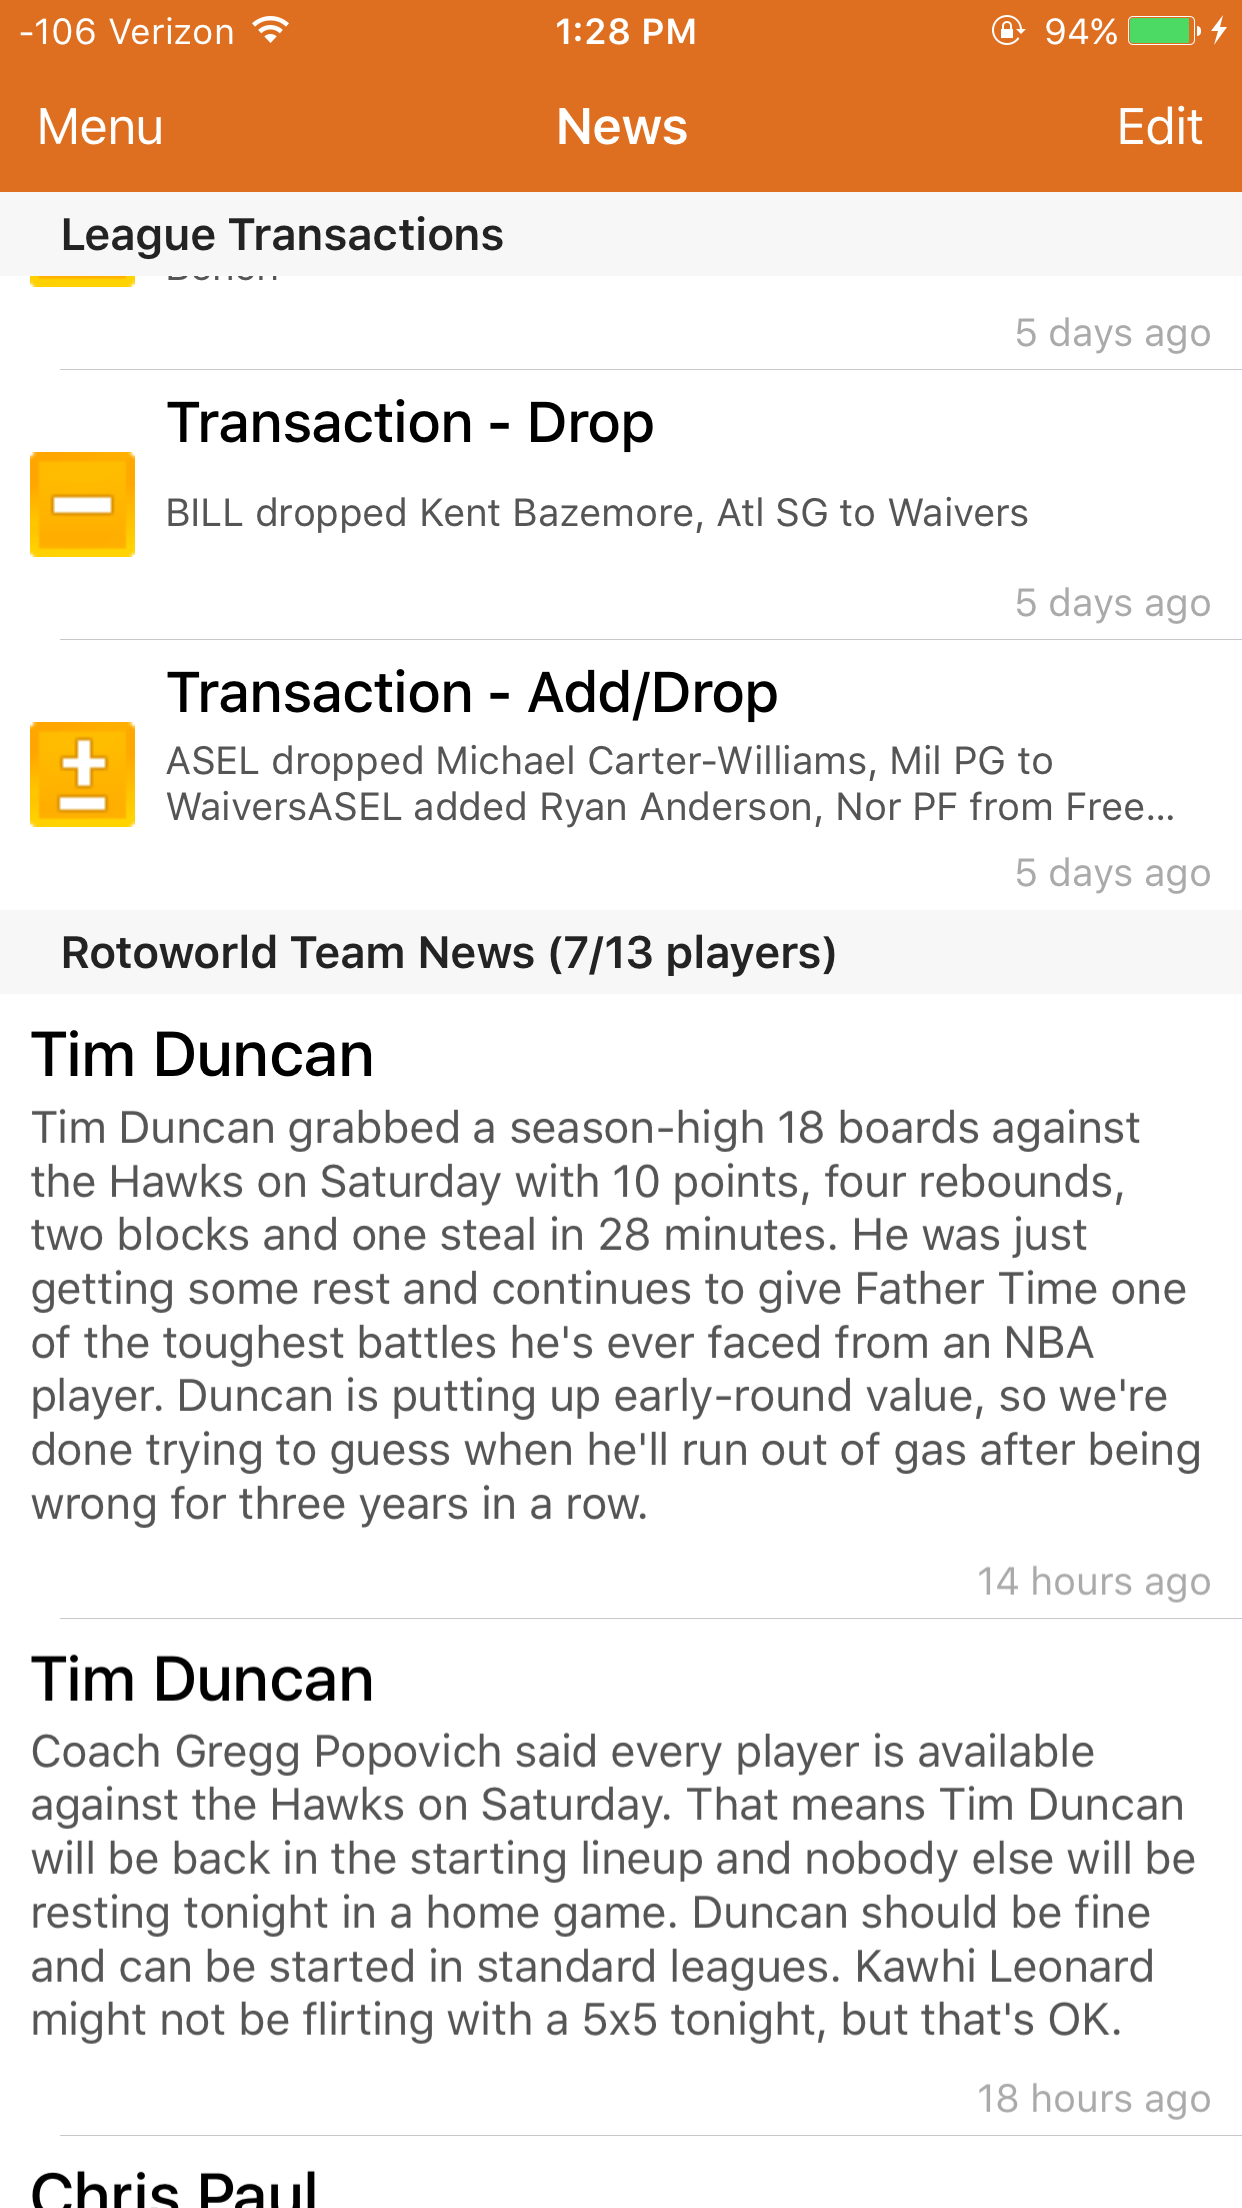 -106 Verizon 1:28 PM 94%
Menu News Edit
League Transactions
5 days ago
Transaction - Drop
BILL dropped Kent Bazemore, Atl SG to Waivers
5 days ago
Transaction - Add/Drop
ASEL dropped Michael Carter-Williams, Mil PG to
WaiversASEL added Ryan Anderson, Nor PF from Free...
5 days ago
Rotoworld Team News (7/13 players)
Tim Duncan
Tim Duncan grabbed a season-high 18 boards against
the Hawks on Saturday with 10 points, four rebounds,
two blocks and one steal in 28 minutes. He was just
getting some rest and continues to give Father Time one
of the toughest battles he's ever faced from an NBA
player. Duncan is putting up early-round value, so we're
done trying to guess when he'll run out of gas after being
wrong for three years in a row.
14 hours ago
Tim Duncan
Coach Gregg Popovich said every player is available
against the Hawks on Saturday. That means Tim Duncan
will be back in the starting lineup and nobody else will be
resting tonight in a home game. Duncan should be fine
and can be started in standard leagues. Kawhi Leonard
might not be flirting with a 5x5 tonight, but that's OK.
18 hours ago
Chris Paul